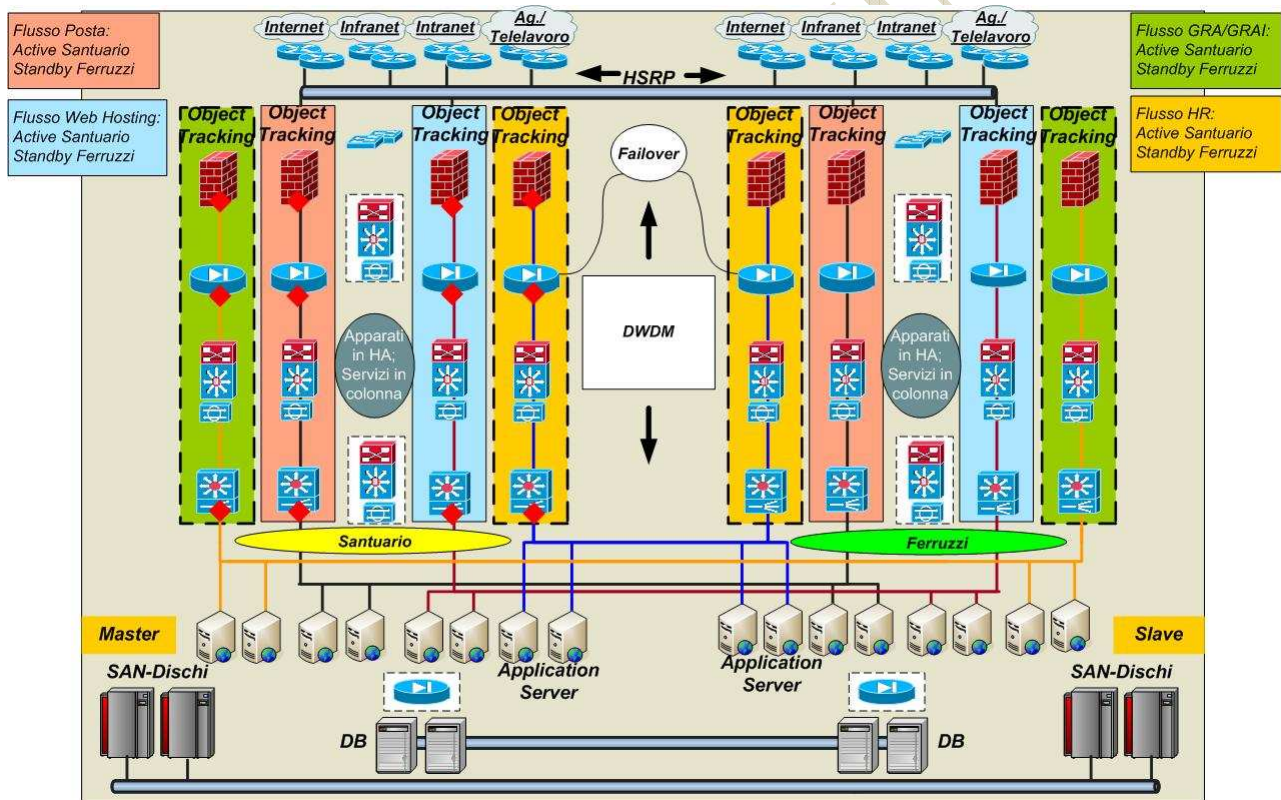 Flusso Posta:
Active Santuario
Standby Ferruzzi
Flusso Web Hosting:
Active Santuario
Standby Ferruzzi
Internet
Infranet
Intranet
Ag./
Telelavoro
HSRP
Internet
Infranet
Intranet
Ag./
Telelavoro
Flusso GRA/GRAI:
Active Santuario
Standby Ferruzzi
Flusso HR:
Active Santuario
Standby Ferruzzi
Object
Tracking
Object
Tracking
Object
Tracking
Object
Tracking
Failover
Object
Tracking
Object
Tracking
Object
Tracking
Object
Tracking
Apparati
in HA;
Servizi in
colonna
DWDM
Apparati
in HA;
Servizi in
colonna
Santuario
Ferruzzi
Master
Slave
SAN-Dischi
Application
Server
Application
Server
SAN-Dischi
DB
DB